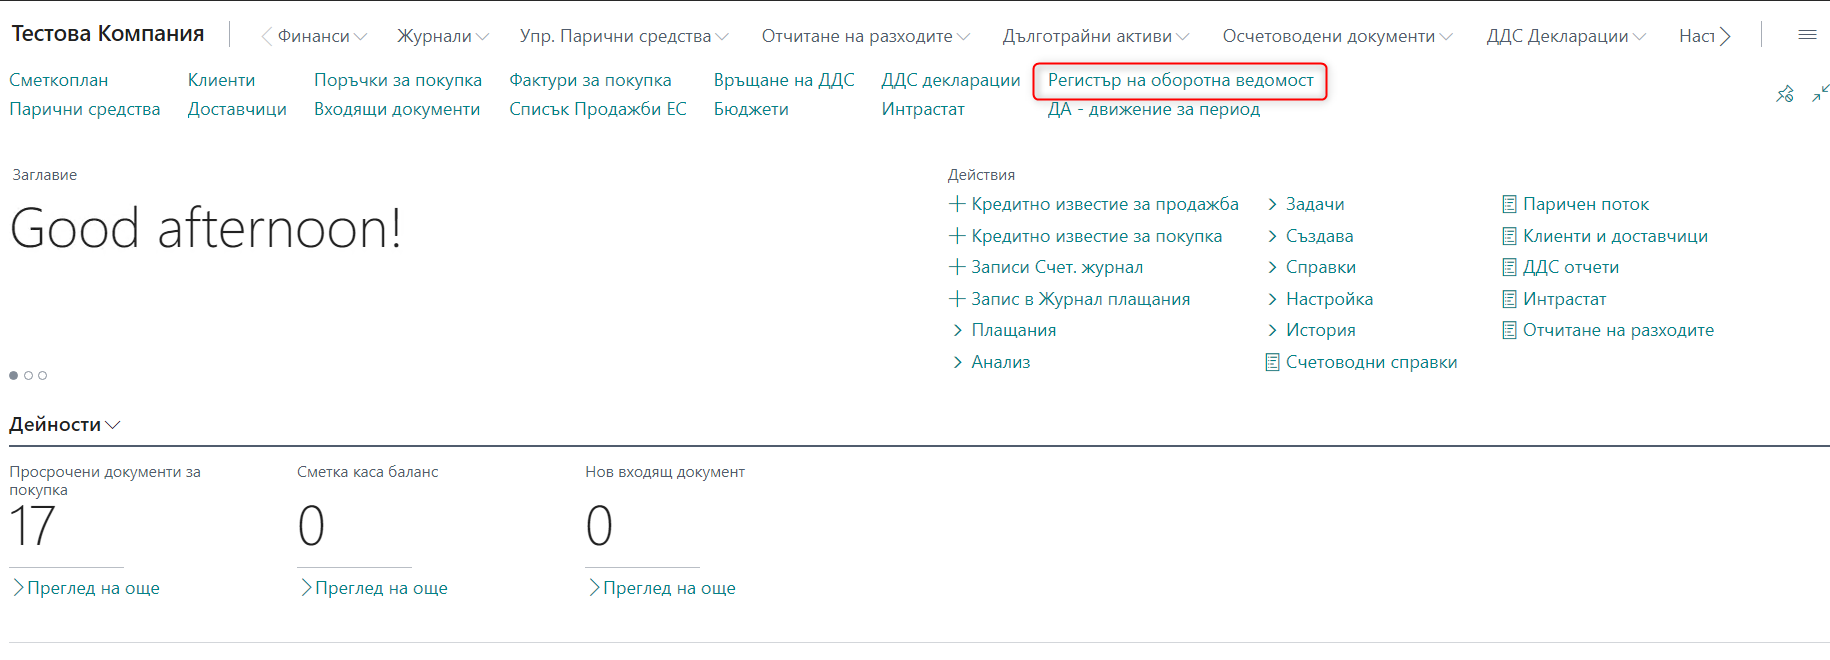 Тестова Компания
Финанси Журнали Упр. Парични средства Отчитане на разходите Дълготрайни активи Осчетоводени документи ДДС Декларации Наст
Сметкоплан Клиенти Поръчки за покупка Фактури за покупка Връщане на ДДС ДДС декларации Регистър на оборотна ведомост
Парични средства Доставчици Входящи документи Списък Продажби ЕС Бюджети Интрастат ДА - движение за период
Заглавие
Good afternoon!
Действия
Кредитно известие за продажба Задачи Паричен поток
Кредитно известие за покупка Създава Клиенти и доставчици
Записи Счет. журнал Справки ДДС отчети
Запис в Журнал плащания Настройка Интрастат
Плащания История Отчитане на разходите
Анализ Счетоводни справки
Дейности
Просрочени документи за
покупка
17
Преглед на още
Сметка каса баланс
0
Преглед на още
Нов входящ документ
0
Преглед на още